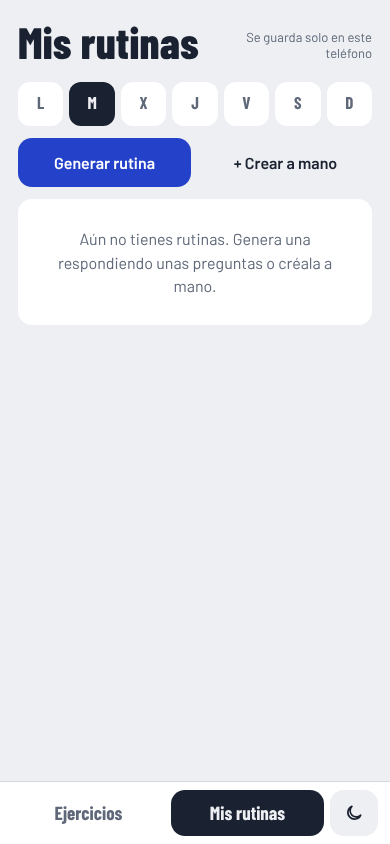 Mis rutinas
Se guarda solo en este
teléfono
L M X J V S D
Generar rutina
+ Crear a mano
Aún no tienes rutinas. Genera una
respondiendo unas preguntas o créala a
mano.
Ejercicios
Mis rutinas